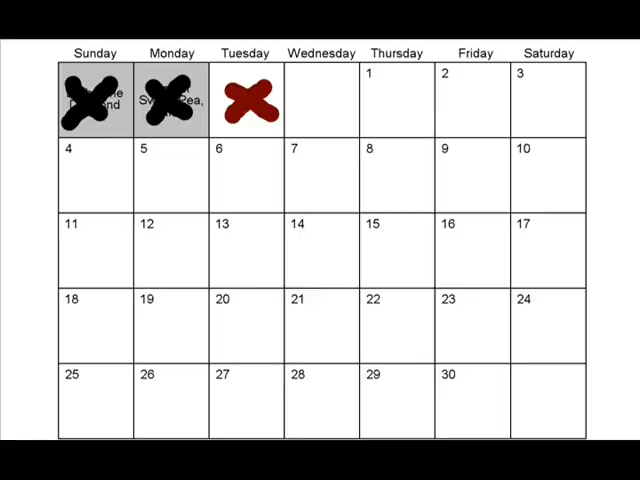 Sunday Monday Tuesday Wednesday Thursday Friday Saturday
Pea,
1 2 3
4 5 6 7 8 9 10
11 12 13 14 15 16 17
18 19 20 21 22 23 24
25 26 27 28 29 30